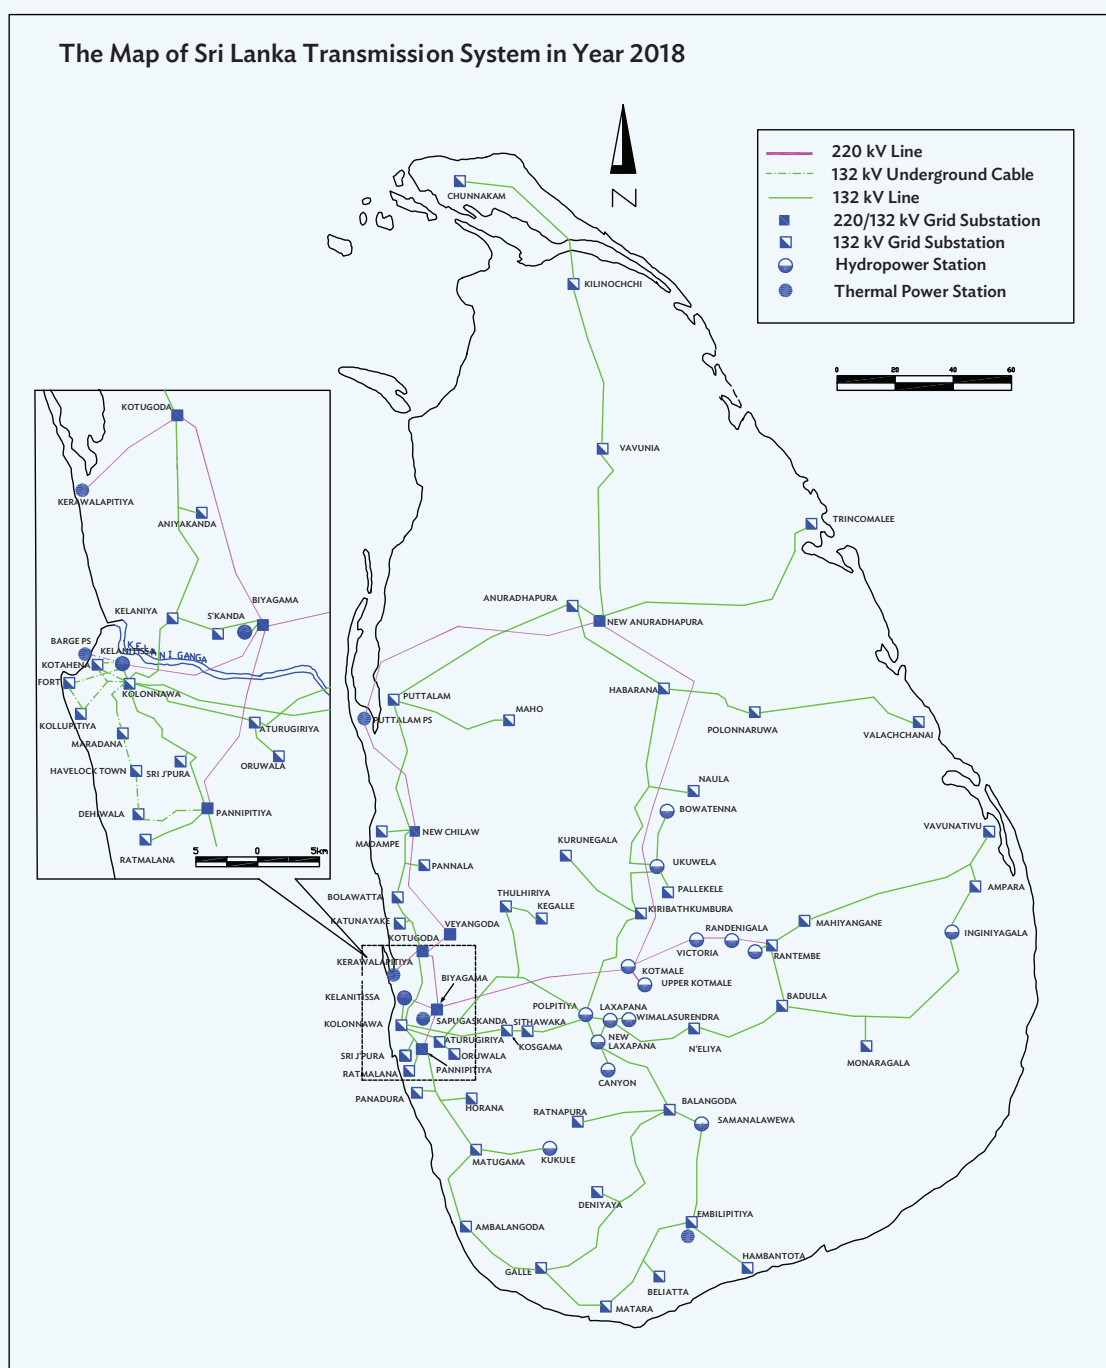 The Map of Sri Lanka Transmission System in Year 2018
220 kV Line
132 kV Underground Cable
132 kV Line
220/132 kV Grid Substation
132 kV Grid Substation
Hydropower Station
Thermal Power Station
N
0 20 40 60
CHUNNAKAM
KILINOCHCHI
VAVUNIA
TRINCOMALEE
ANURADHAPURA
NEW ANURADHAPURA
HABARANA
PUTTALAM
PUTTALAM PS
MAHO
POLONNARUWA
VALACHCHANAI
NAULA
BOWATENNA
VAVUNATIVU
MADAMPE
NEW CHILAW
KURUNEGALA
UKUWELA
PANNALA
PALLEKELE
AMPARA
BOLAWATTA
THULHIRIYA
KEGALLE
KIRIBATHKUMBURA
MAHIYANGANE
KATUNAYAKE
VEYANGODA
RANDENIGALA
INGINIYAGALA
KOTUGODA
VICTORIA
RANTEMBE
KERAWALAPITIYA
KOTMALE
BIYAGAMA
UPPER KOTMALE
KELANITISSA
POLPITIYA
LAXAPANA
BADULLA
KOLONNAWA
SAPUGASKANDA
SITHAWAKA
WIMALASURENDRA
ATURUGIRIYA
KOSGAMA
NEW
LAXAPANA
N'ELIYA
SRI J'PURA
ORUWALA
MONARAGALA
RATMALANA
PANNIPITIYA
CANYON
PANADURA
HORANA
BALANGODA
RATNAPURA
SAMANALAWEWA
MATUGAMA
KUKULE
DENIYAYA
EMBILIPITIYA
AMBALANGODA
HAMBANTOTA
GALLE
BELIATTA
MATARA
KOTUGODA
KERAWALAPITIYA
ANIYAKANDA
BIYAGAMA
KELANIYA
S'KANDA
BARGE PS
KELANITISSA
KELANI GANGA
KOTAHENA
FORT
KOLONNAWA
KOLLUPITIYA
ATURUGIRIYA
MARADANA
ORUWALA
HAVELOCK TOWN
SRI J'PURA
DEHIWALA
PANNIPITIYA
RATMALANA
5 0 5km